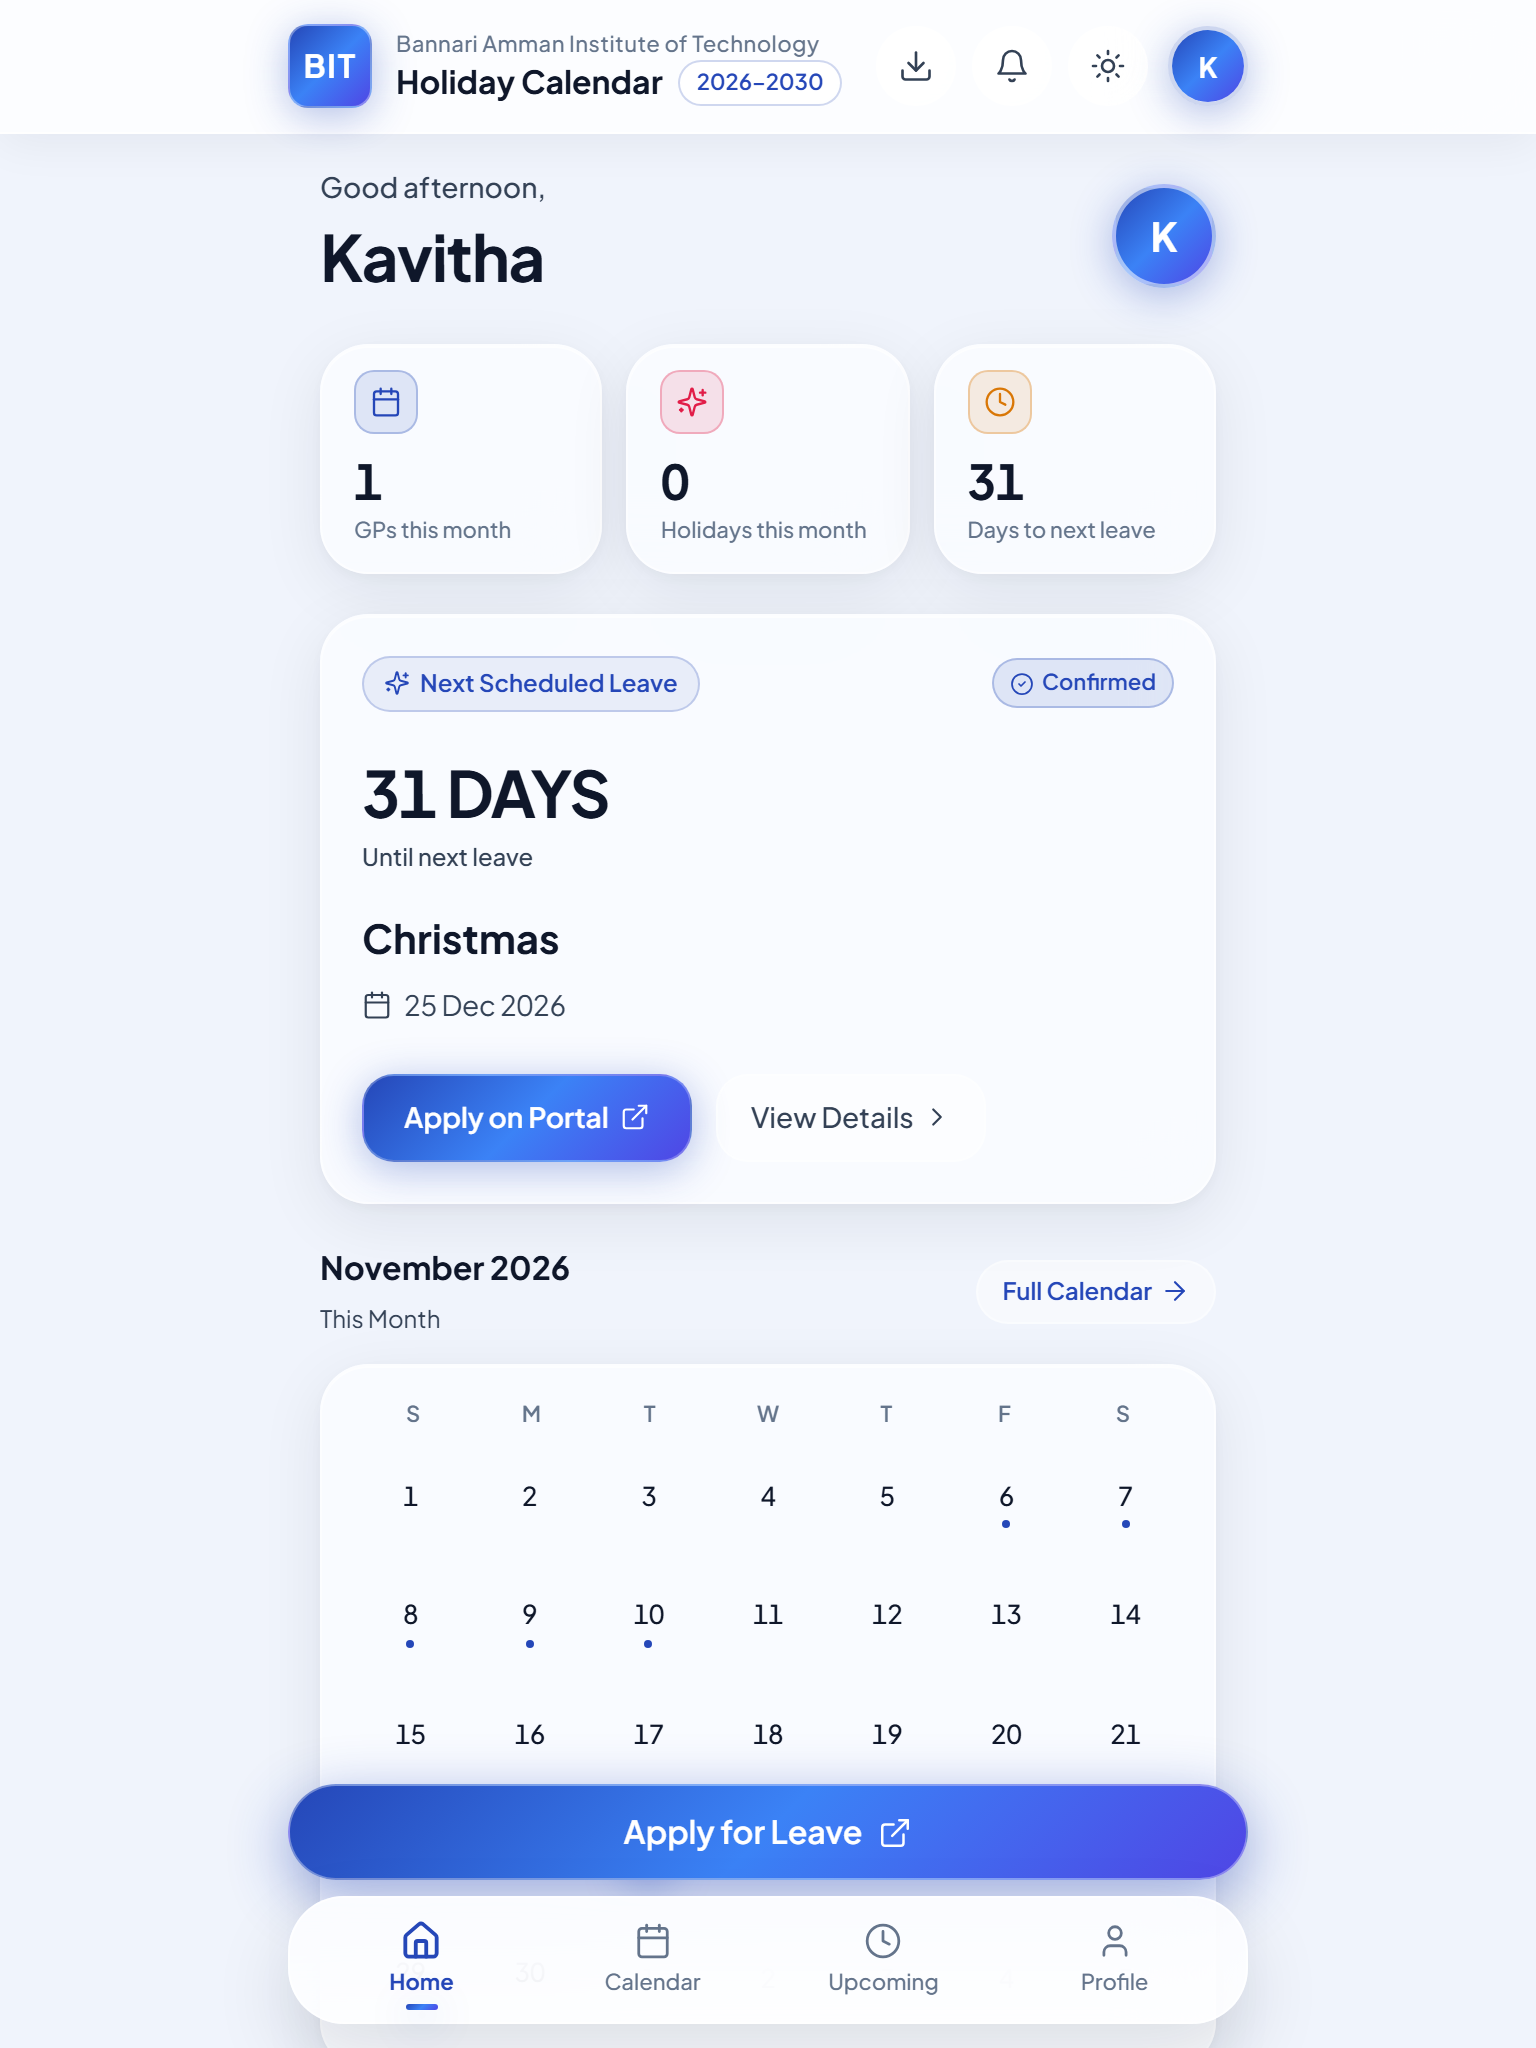 BIT
Bannari Amman Institute of Technology
Holiday Calendar 2026–2030
K
Good afternoon,
Kavitha
K
1
GPs this month
0
Holidays this month
31
Days to next leave
Next Scheduled Leave
Confirmed
31 DAYS
Until next leave
Christmas
25 Dec 2026
Apply on Portal
View Details
November 2026
This Month
Full Calendar
S M T W T F S
1 2 3 4 5 6 7
8 9 10 11 12 13 14
15 16 17 18 19 20 21
Apply for Leave
30 2 4
Home Calendar Upcoming Profile